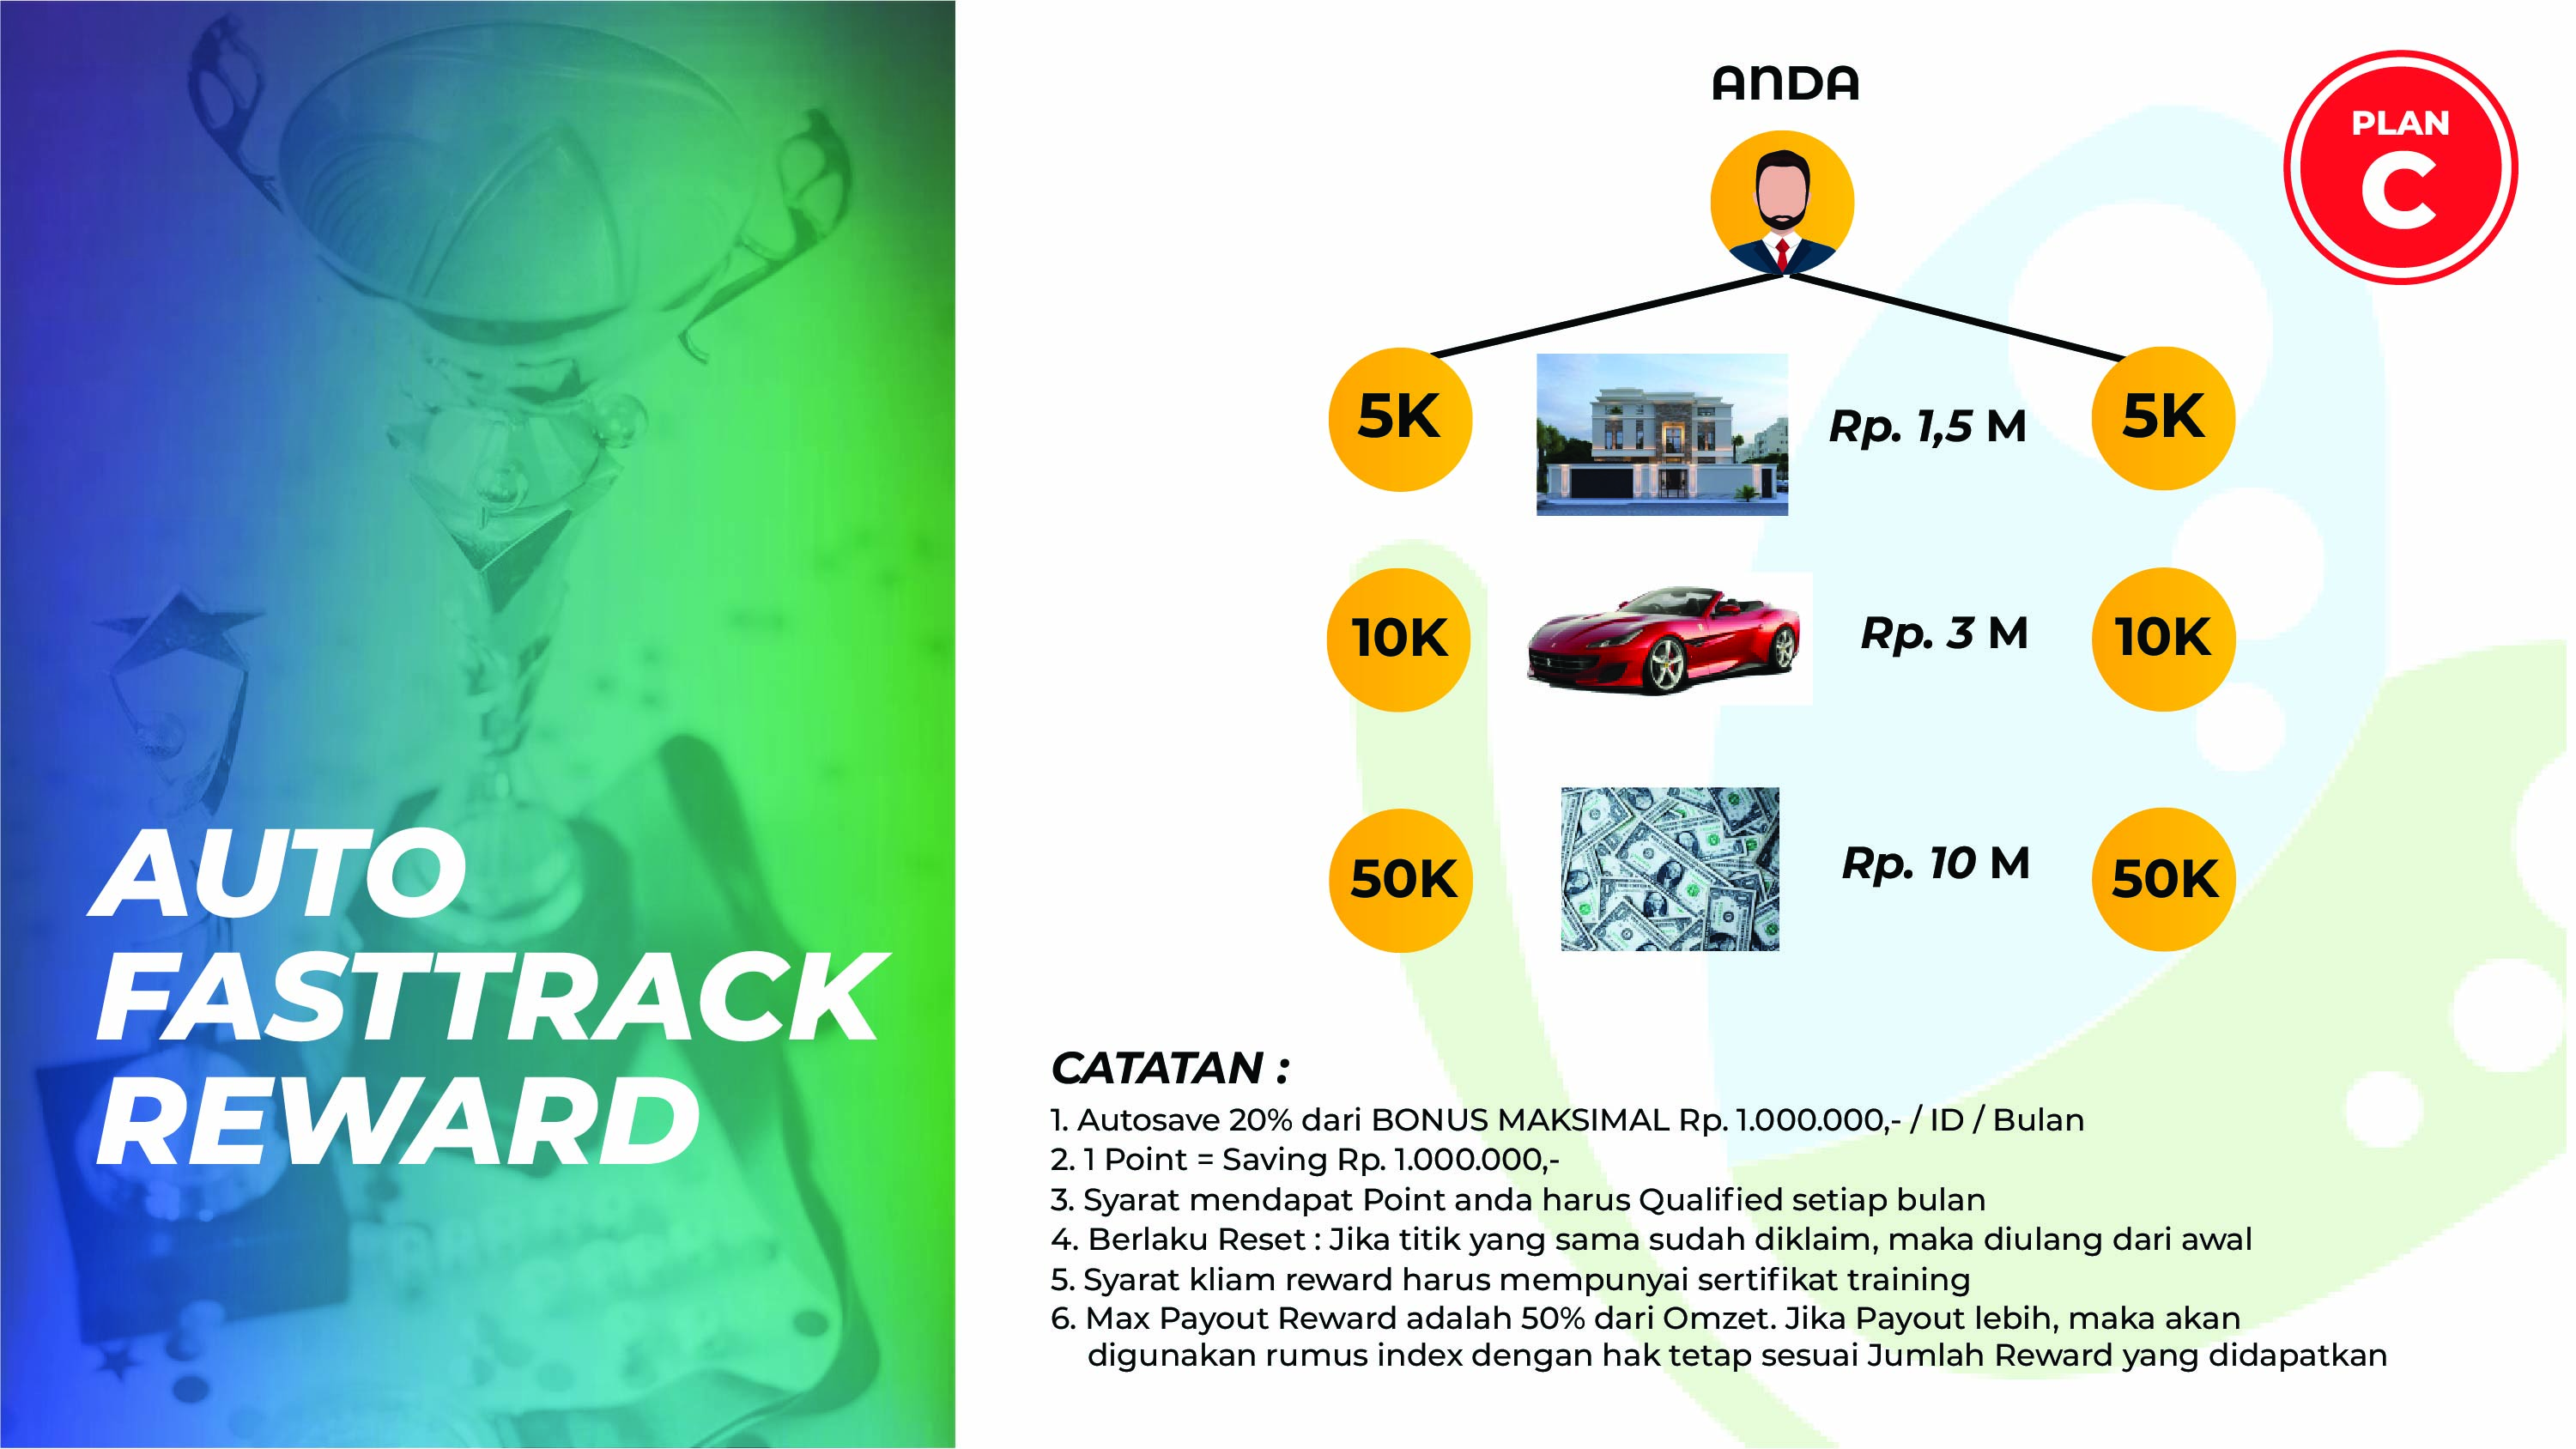 AUTO
FASTTRACK
REWARD
ANDA
PLAN
C
5K
Rp. 1,5 M
5K
10K
Rp. 3 M
10K
50K
Rp. 10 M
50K
CATATAN :
1. Autosave 20% dari BONUS MAKSIMAL Rp. 1.000.000,- / ID / Bulan
2. 1 Point = Saving Rp. 1.000.000,-
3. Syarat mendapat Point anda harus Qualified setiap bulan
4. Berlaku Reset : Jika titik yang sama sudah diklaim, maka diulang dari awal
5. Syarat kliam reward harus mempunyai sertifikat training
6. Max Payout Reward adalah 50% dari Omzet. Jika Payout lebih, maka akan
digunakan rumus index dengan hak tetap sesuai Jumlah Reward yang didapatkan